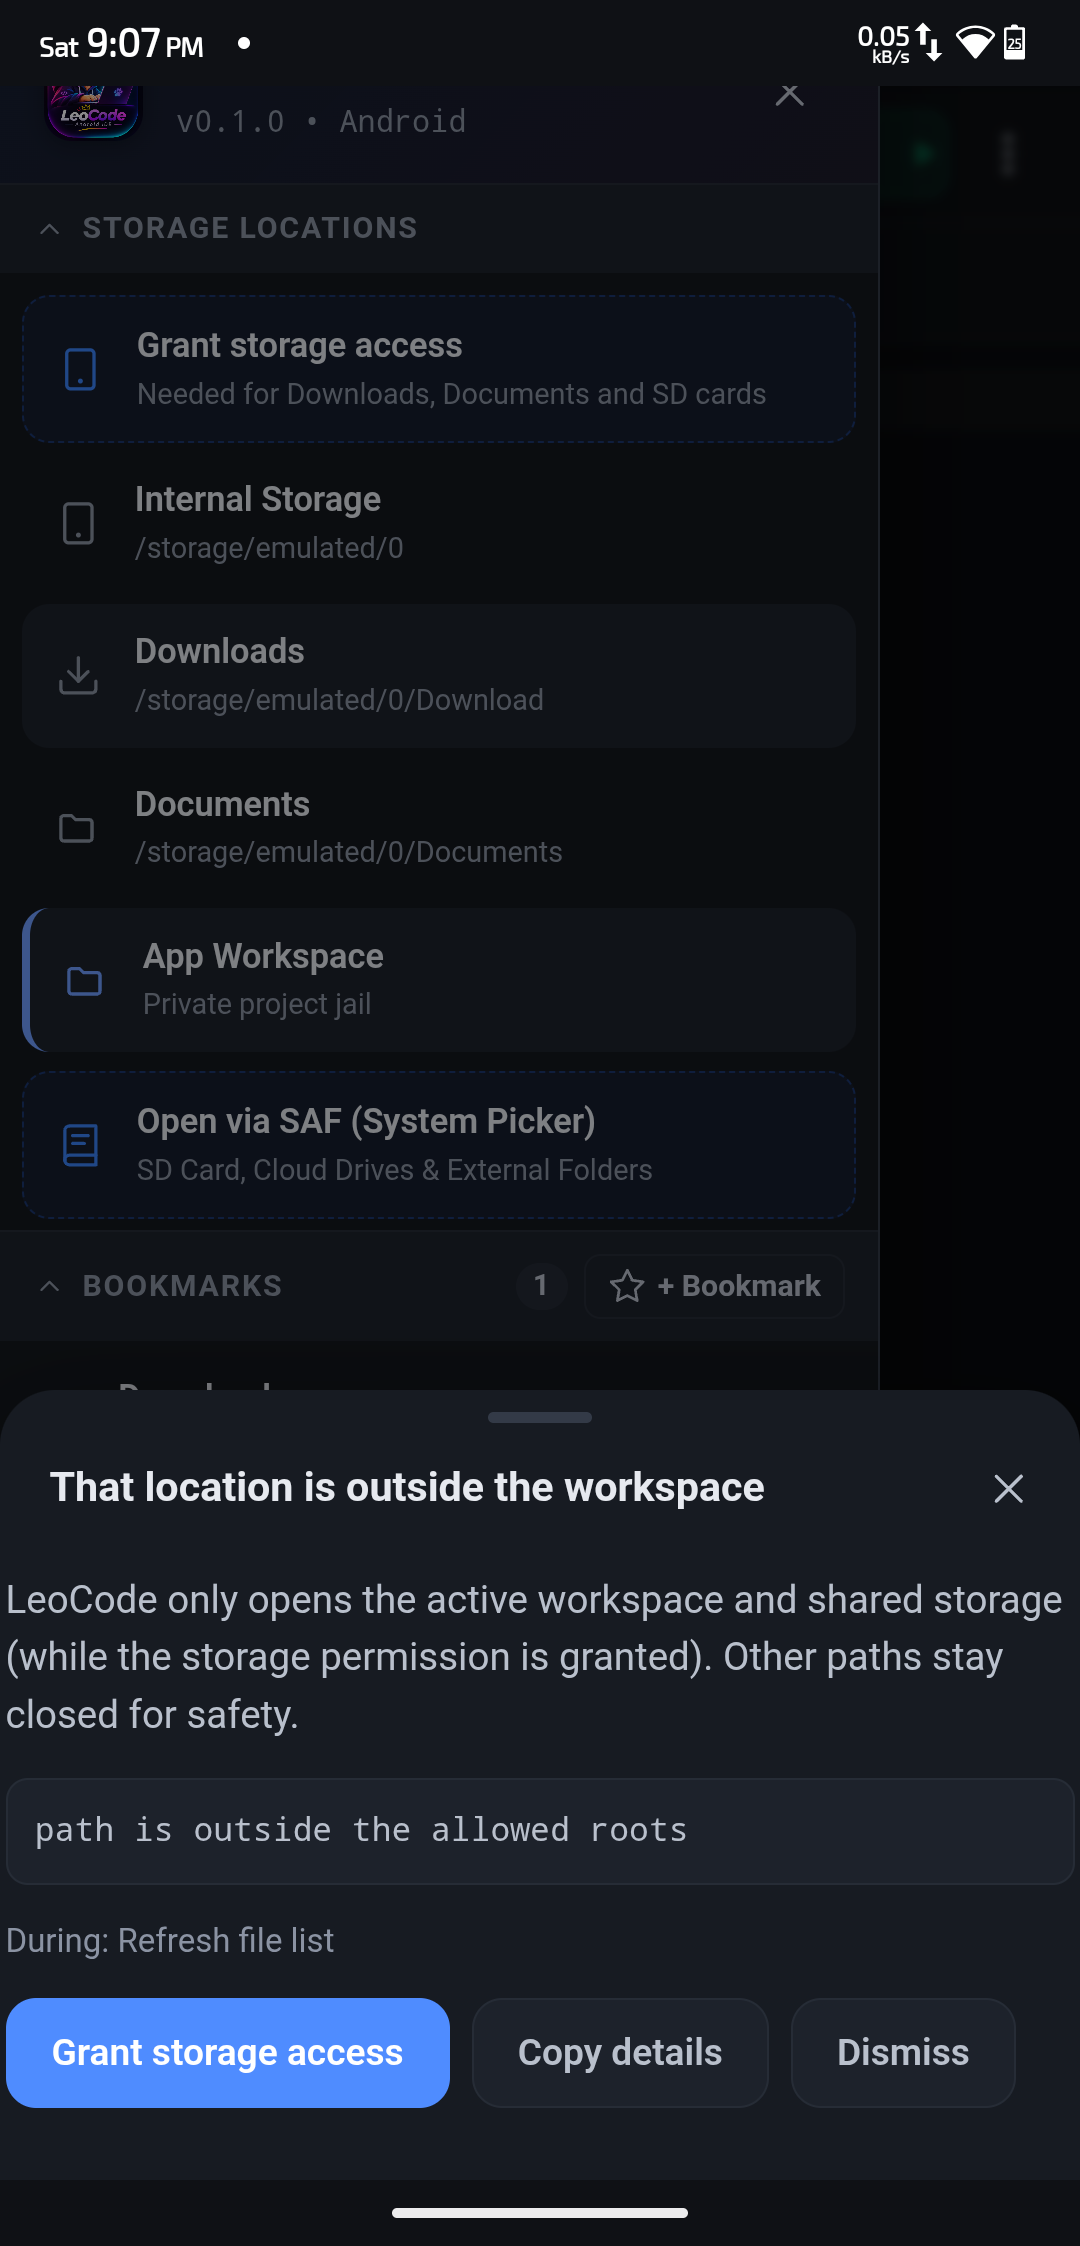 Sat 9:07 PM
0.05 kB/s
25
LeoCode
v0.1.0 • Android
STORAGE LOCATIONS
Grant storage access
Needed for Downloads, Documents and SD cards
Internal Storage
/storage/emulated/0
Downloads
/storage/emulated/0/Download
Documents
/storage/emulated/0/Documents
App Workspace
Private project jail
Open via SAF (System Picker)
SD Card, Cloud Drives & External Folders
BOOKMARKS 1 + Bookmark
That location is outside the workspace
LeoCode only opens the active workspace and shared storage
(while the storage permission is granted). Other paths stay
closed for safety.
path is outside the allowed roots
During: Refresh file list
Grant storage access Copy details Dismiss